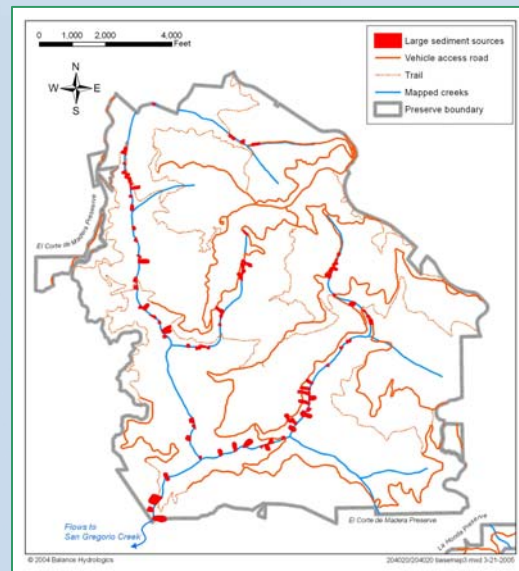 0 1,000 2,000 4,000
Feet
N
W E
S
Large sediment sources
Vehicle access road
Trail
Mapped creeks
Preserve boundary
El Corte de Madera Preserve
Flows to
San Gregorio Creek
El Corte de Madera Preserve
La Honda Preserve
© 2004 Balance Hydrologics
204020/204020 basemap3.mxd 3-21-2005